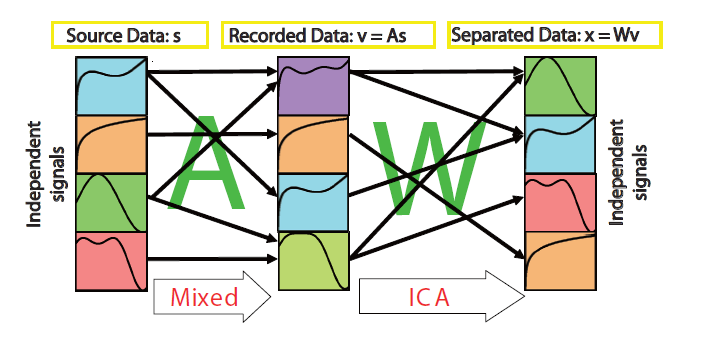 Source Data: s
Recorded Data: v = As
Separated Data: x = Wv
Independent
signals
A
W
Independent
signals
Mixed
ICA